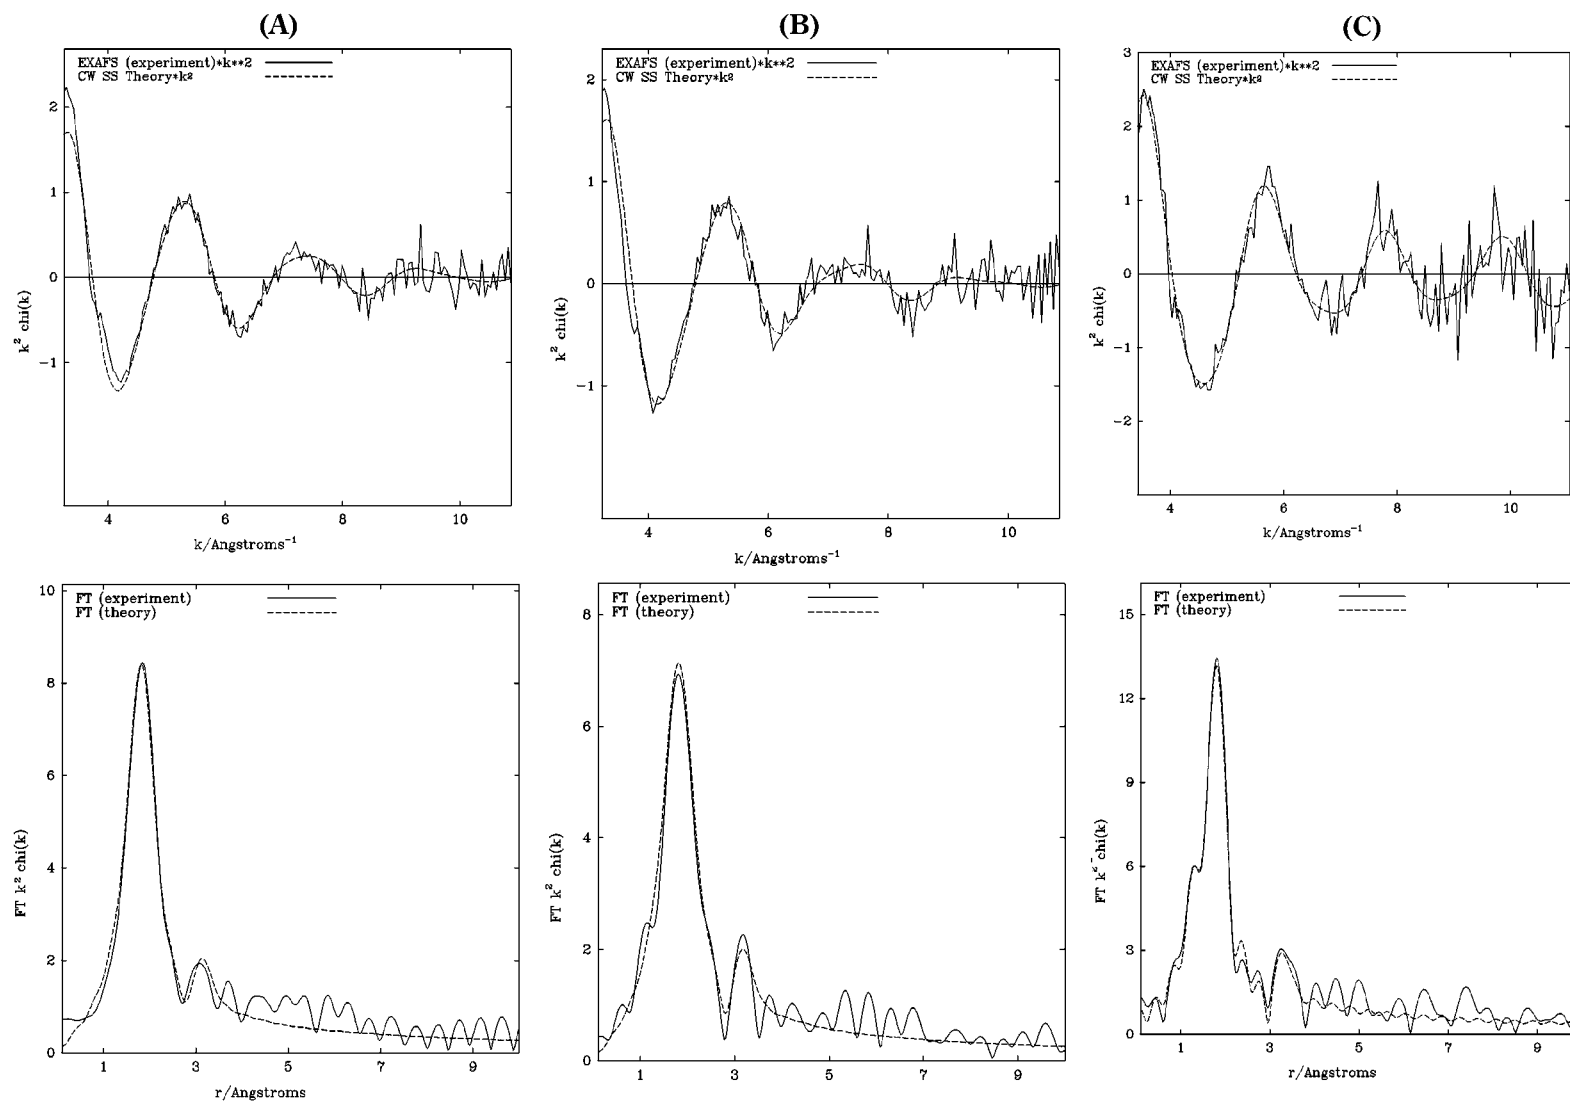 (A)
EXAFS (experiment)*k**2
CW SS Theory*k²
2
1
0
−1
k² chi(k)
4 6 8 10
k/Angstroms⁻¹
(B)
EXAFS (experiment)*k**2
CW SS Theory*k²
2
1
0
−1
k² chi(k)
4 6 8 10
k/Angstroms⁻¹
(C)
EXAFS (experiment)*k**2
CW SS Theory*k²
3
2
1
0
−1
−2
k² chi(k)
4 6 8 10
k/Angstroms⁻¹
FT (experiment)
FT (theory)
10
8
6
4
2
0
FT k² chi(k)
1 3 5 7 9
r/Angstroms
FT (experiment)
FT (theory)
8
6
4
2
0
FT k² chi(k)
1 3 5 7 9
FT (experiment)
FT (theory)
15
12
9
6
3
0
FT k⁻ chi(k)
1 3 5 7 9
r/Angstroms